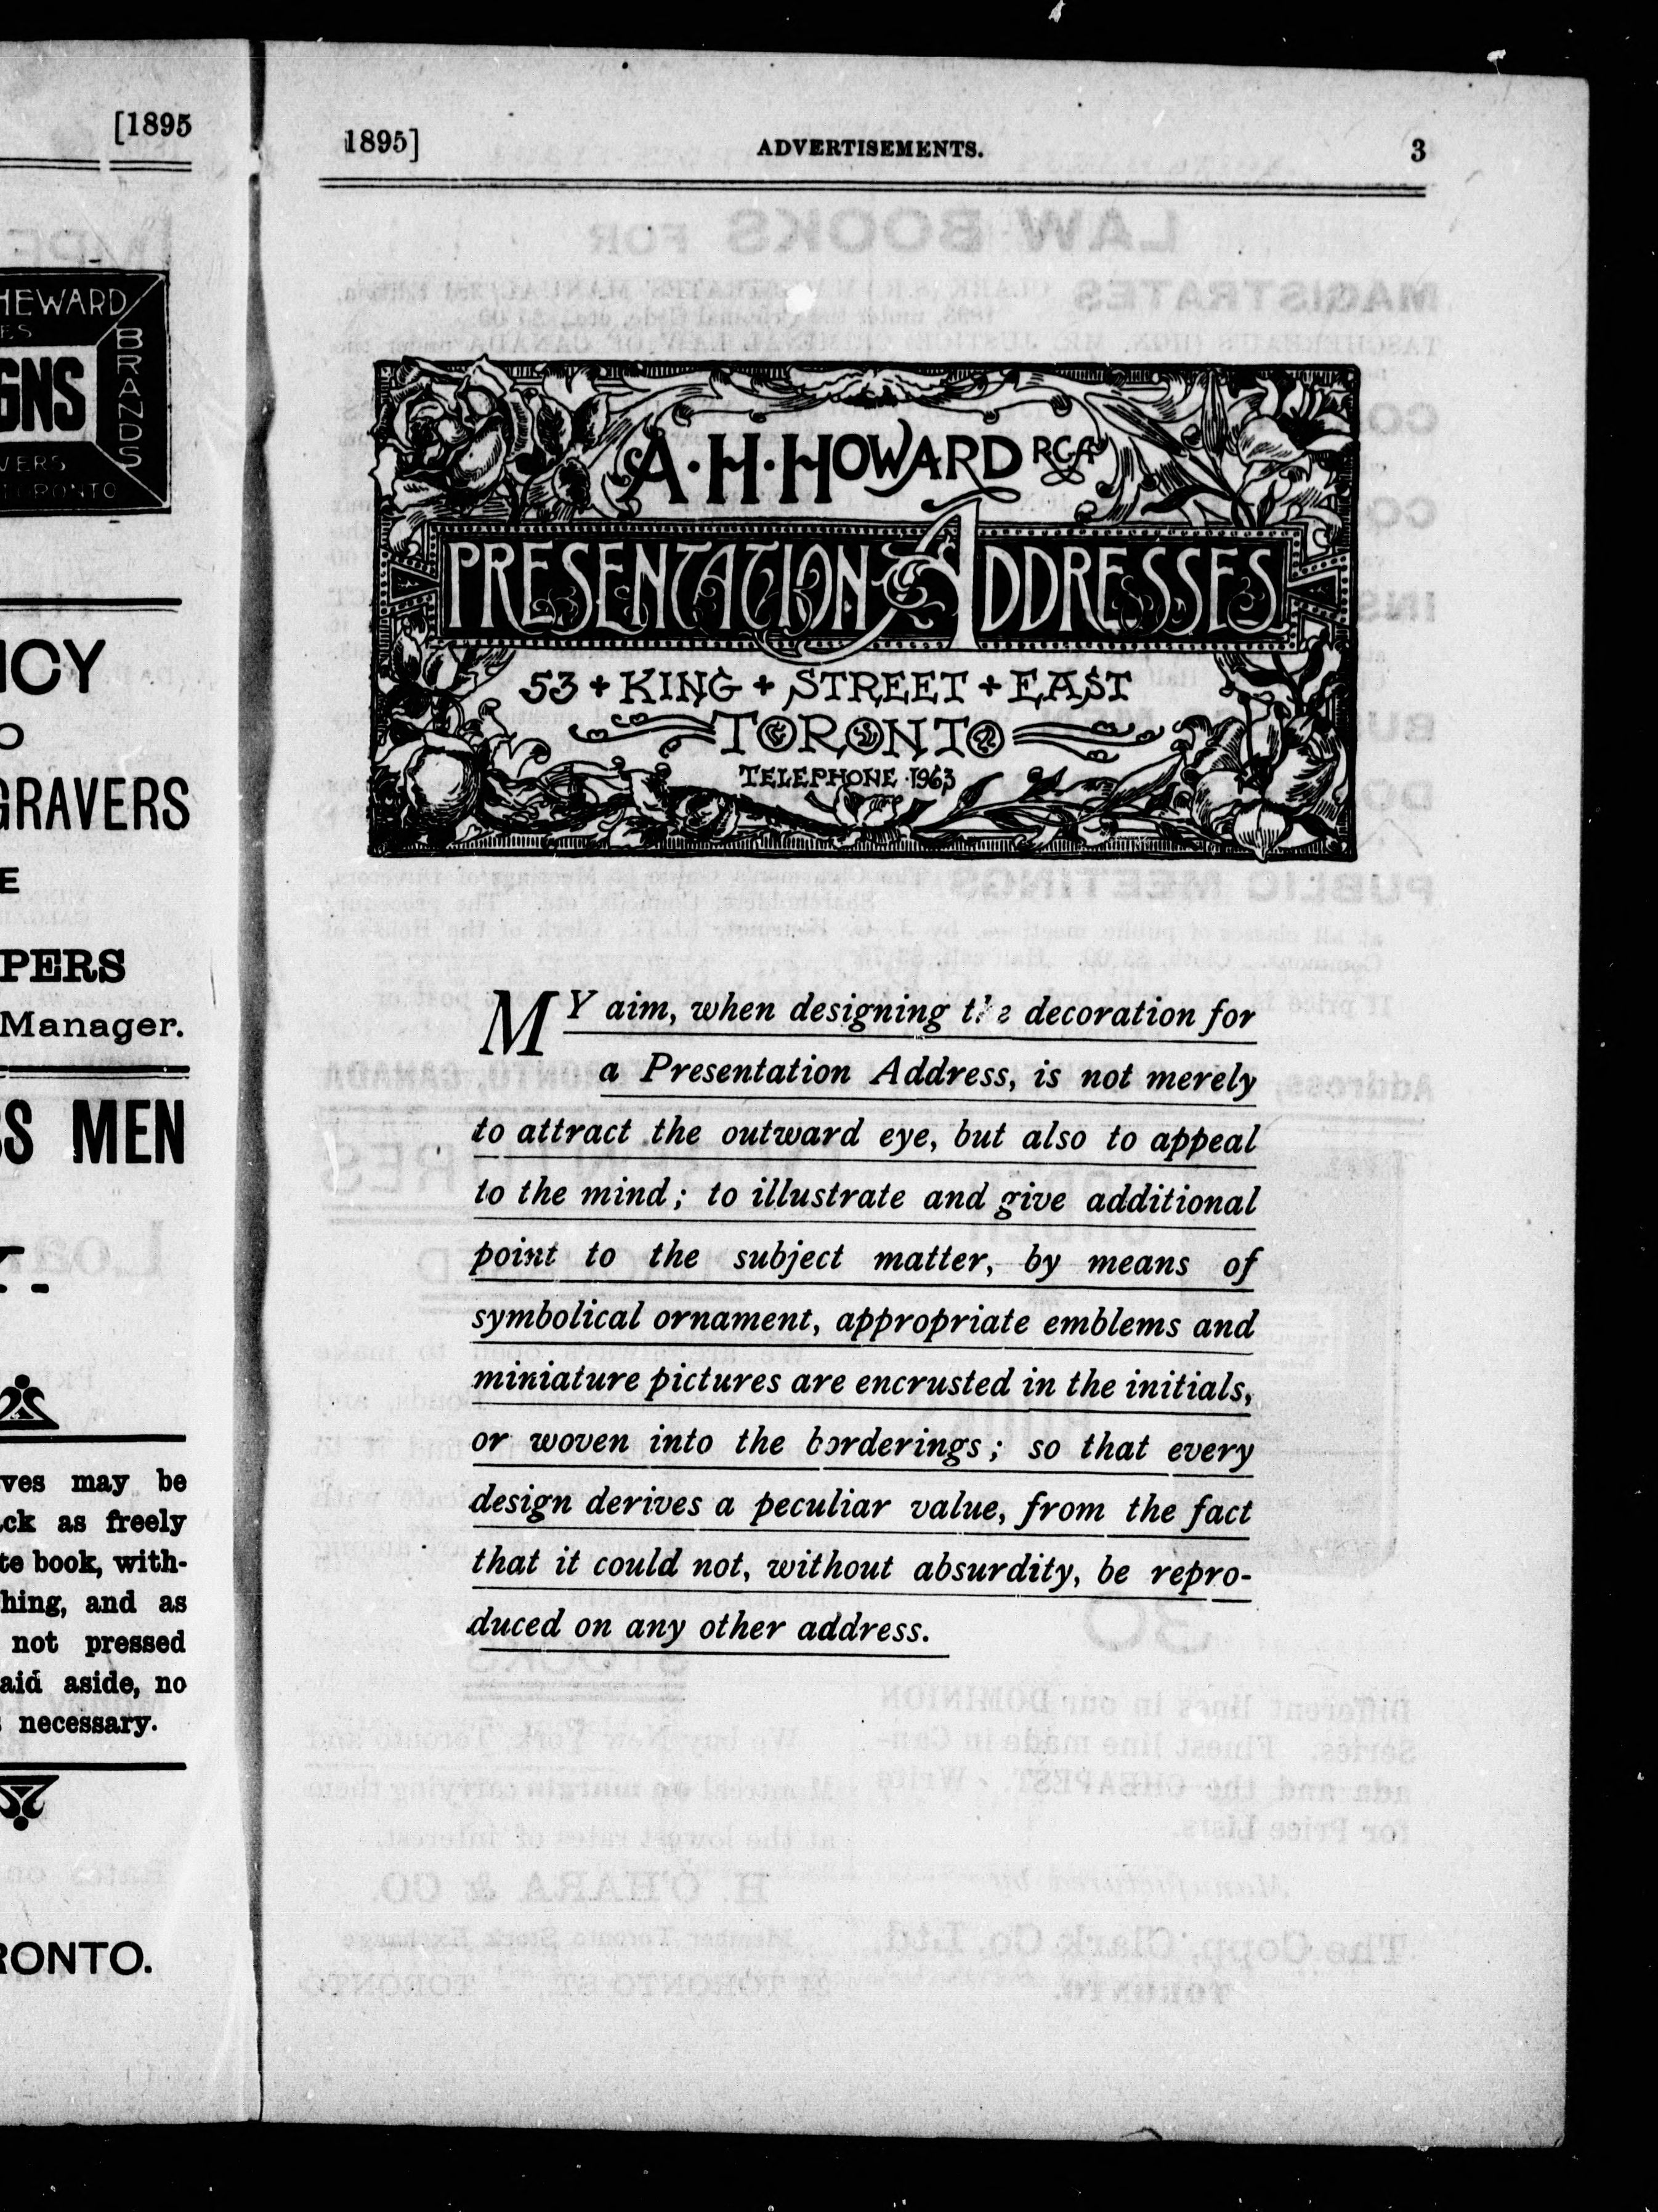 [1895
HEWARD
BRANDS
GNS
TORONTO
ICY
GRAVERS
PERS
Manager.
SS MEN
ves may be
ck as freely
te book, with-
hing, and as
not pressed
aid aside, no
necessary.
RONTO.
1895] ADVERTISEMENTS. 3
A. H. HOWARD RCA
PRESENTATION ADDRESSES
53 + KING + STREET + EAST
TORONTO
TELEPHONE 1963
MY aim, when designing the decoration for
a Presentation Address, is not merely
to attract the outward eye, but also to appeal
to the mind; to illustrate and give additional
point to the subject matter, by means of
symbolical ornament, appropriate emblems and
miniature pictures are encrusted in the initials,
or woven into the borderings; so that every
design derives a peculiar value, from the fact
that it could not, without absurdity, be repro-
duced on any other address.